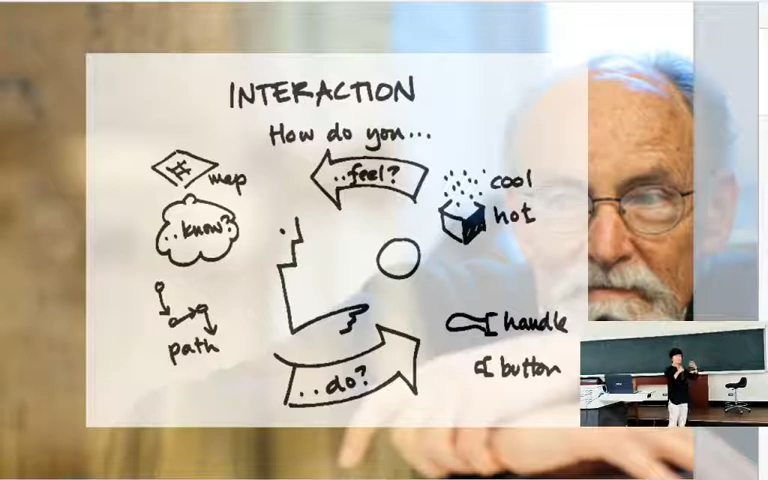 INTERACTION
How do you...
..feel?
map
cool
hot
..know?
path
handle
button
..do?